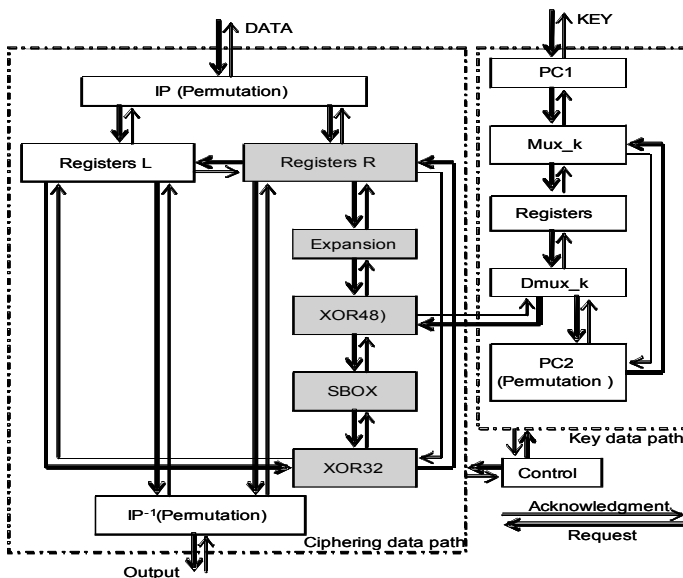 DATA
KEY
IP (Permutation)
PC1
Registers L
Registers R
Mux_k
Expansion
Registers
XOR48)
Dmux_k
SBOX
PC2
(Permutation )
XOR32
Key data path
Control
IP-1(Permutation)
Ciphering data path
Acknowledgment
Request
Output